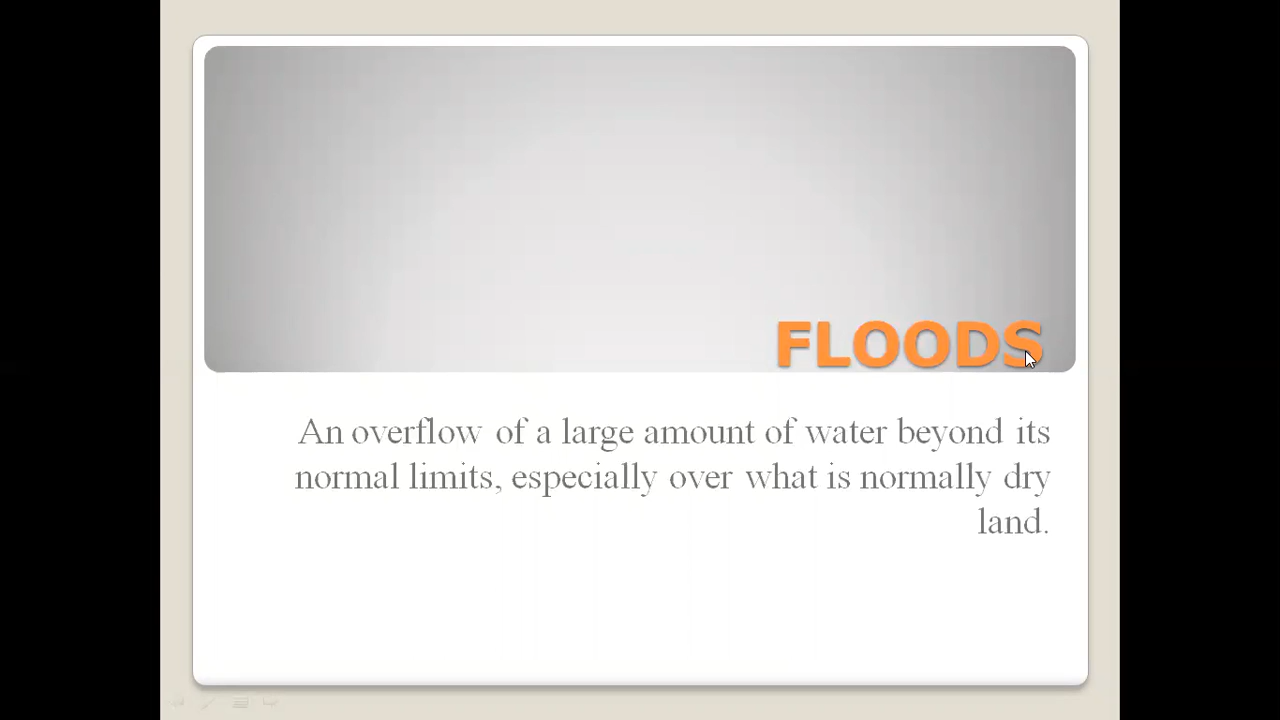 FLOODS
An overflow of a large amount of water beyond its
normal limits, especially over what is normally dry
land.